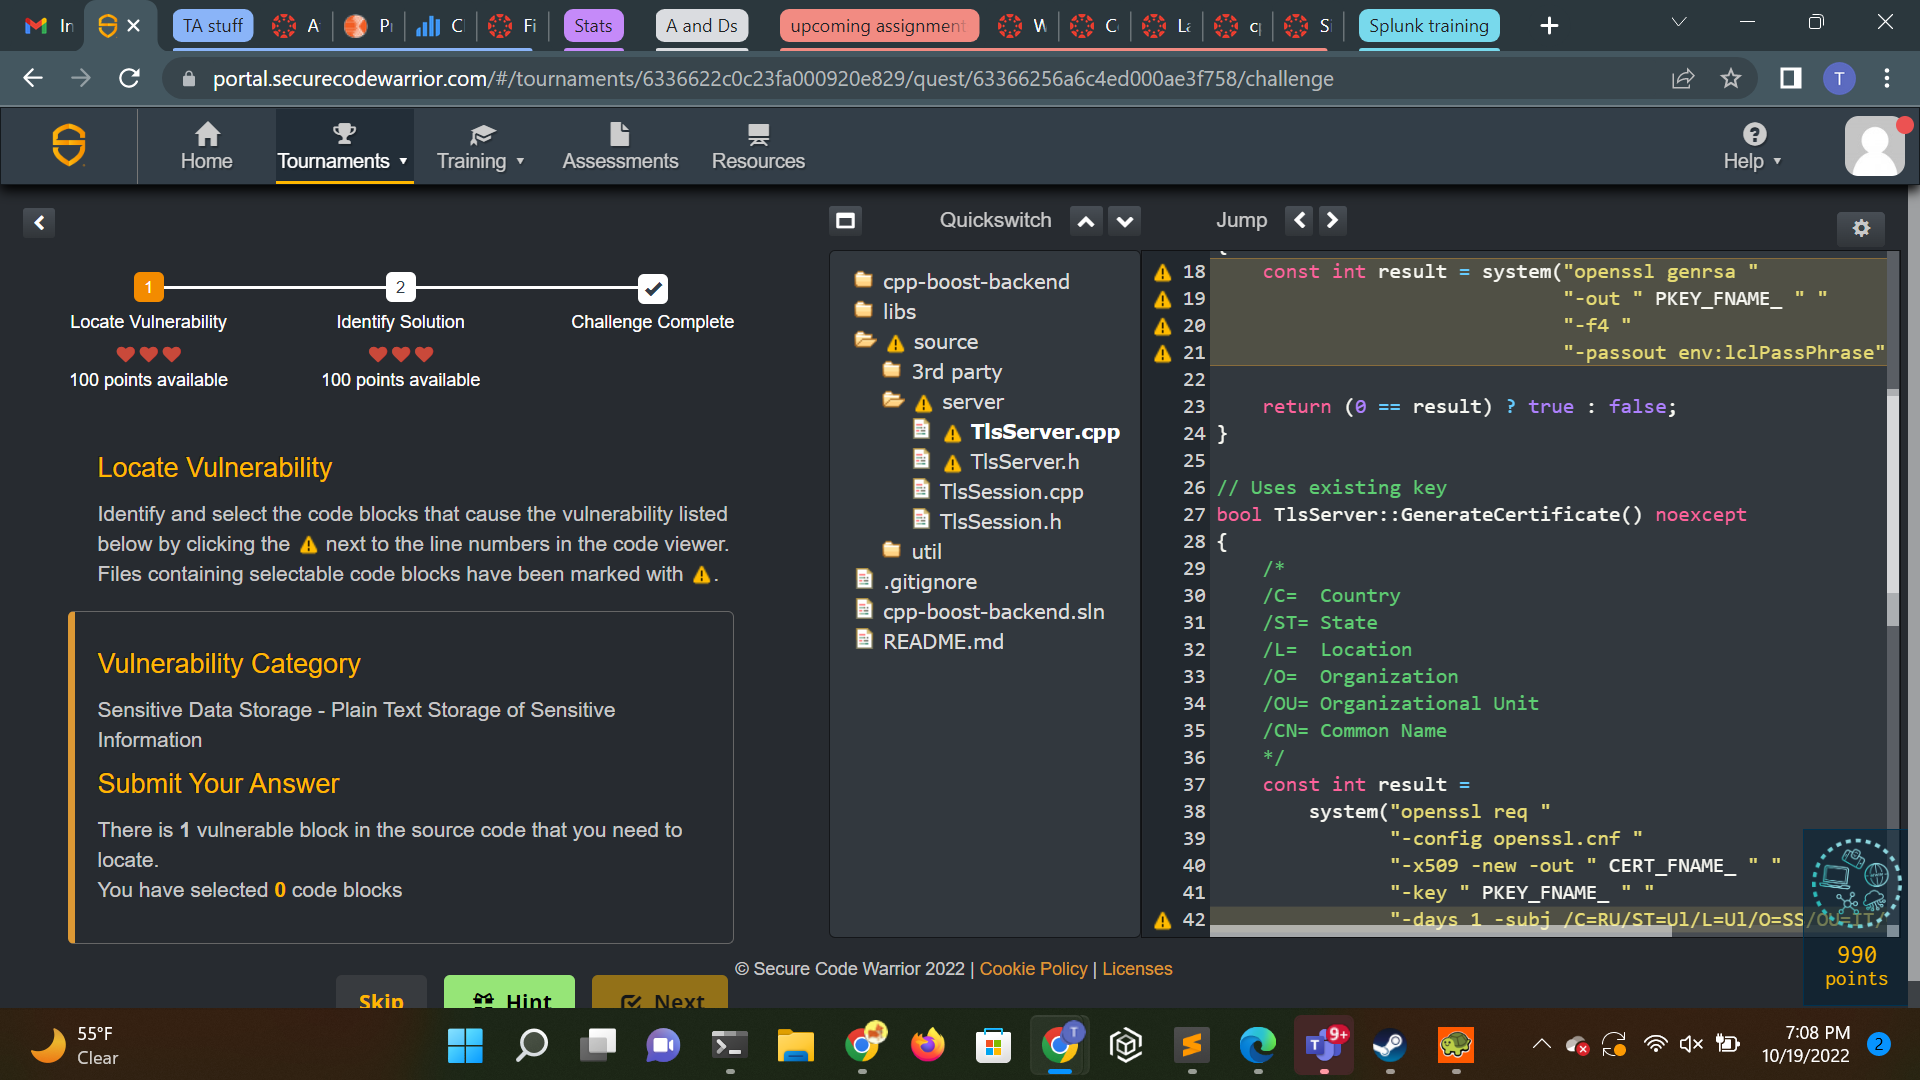 In
TA stuff
A
Pi
Cl
Fi
Stats
A and Ds
upcoming assignment
W
C
La
cp
Si
Splunk training
portal.securecodewarrior.com/#/tournaments/6336622c0c23fa000920e829/quest/63366256a6c4ed000ae3f758/challenge
T
Home
Tournaments
Training
Assessments
Resources
Help
Quickswitch
Jump
1
2
Locate Vulnerability
Identify Solution
Challenge Complete
100 points available
100 points available
Locate Vulnerability
Identify and select the code blocks that cause the vulnerability listed
below by clicking the next to the line numbers in the code viewer.
Files containing selectable code blocks have been marked with .
Vulnerability Category
Sensitive Data Storage - Plain Text Storage of Sensitive
Information
Submit Your Answer
There is 1 vulnerable block in the source code that you need to
locate.
You have selected 0 code blocks
Skip
Hint
Next
cpp-boost-backend
libs
source
3rd party
server
TlsServer.cpp
TlsServer.h
TlsSession.cpp
TlsSession.h
util
.gitignore
cpp-boost-backend.sln
README.md
{
18 const int result = system("openssl genrsa "
19 "-out " PKEY_FNAME_ " "
20 "-f4 "
21 "-passout env:lclPassPhrase"
22
23 return (0 == result) ? true : false;
24 }
25
26 // Uses existing key
27 bool TlsServer::GenerateCertificate() noexcept
28 {
29 /*
30 /C= Country
31 /ST= State
32 /L= Location
33 /O= Organization
34 /OU= Organizational Unit
35 /CN= Common Name
36 */
37 const int result =
38 system("openssl req "
39 "-config openssl.cnf "
40 "-x509 -new -out " CERT_FNAME_ " "
41 "-key " PKEY_FNAME_ " "
42 "-days 1 -subj /C=RU/ST=Ul/L=Ul/O=SS/OU=IT/
990
points
© Secure Code Warrior 2022 | Cookie Policy | Licenses
55°F
Clear
T
9+
7:08 PM
10/19/2022
2